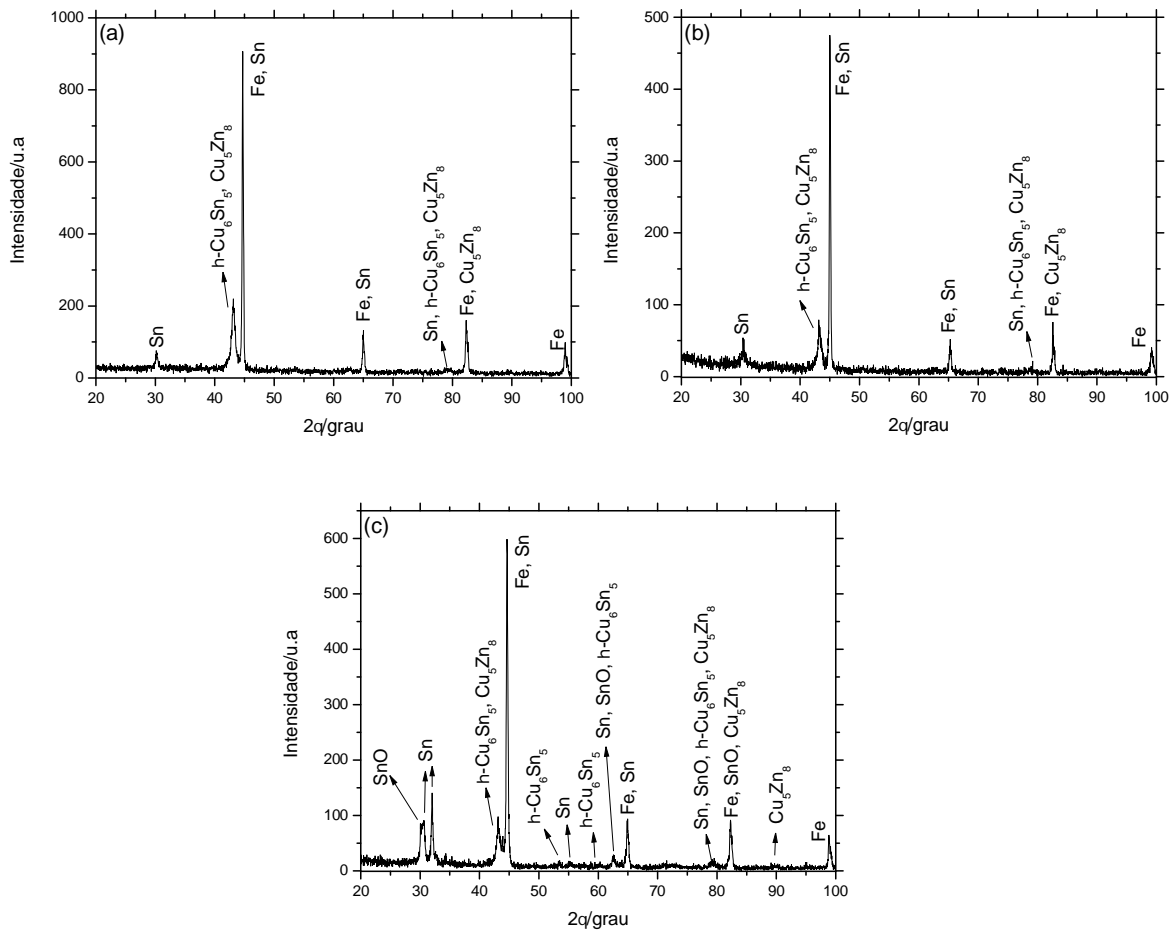 (a)
1000
800
600
400
200
0
Intensidade/u.a
Sn
h-Cu6Sn5, Cu5Zn8
Fe, Sn
Fe, Sn
Sn, h-Cu6Sn5, Cu5Zn8
Fe, Cu5Zn8
Fe
20 30 40 50 60 70 80 90 100
2q/grau
(b)
500
400
300
200
100
0
Intensidade/u.a
Sn
h-Cu6Sn5, Cu5Zn8
Fe, Sn
Fe, Sn
Sn, h-Cu6Sn5, Cu5Zn8
Fe, Cu5Zn8
Fe
20 30 40 50 60 70 80 90 100
2q/grau
(c)
600
500
400
300
200
100
0
Intensidade/u.a
SnO
Sn
h-Cu6Sn5, Cu5Zn8
Fe, Sn
h-Cu6Sn5
Sn
h-Cu6Sn5
Sn, SnO, h-Cu6Sn5
Fe, Sn
Sn, SnO, h-Cu6Sn5, Cu5Zn8
Fe, SnO, Cu5Zn8
Cu5Zn8
Fe
20 30 40 50 60 70 80 90 100
2q/grau